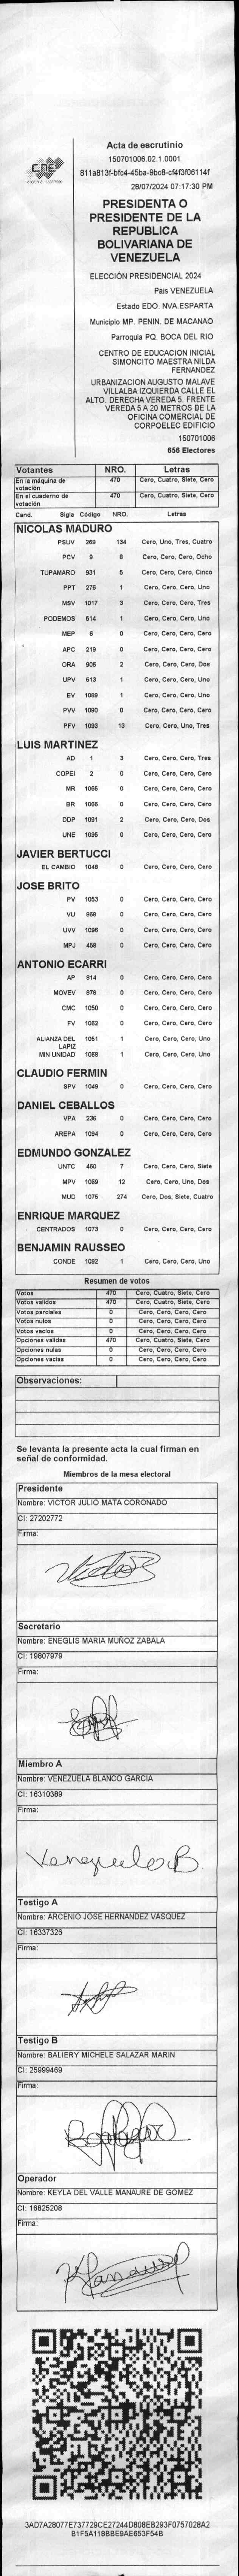 cne
Acta de escrutinio
150701006.02.1.0001
811a813f-bfc4-45ba-9bc8-cf4f3f06114f
28/07/2024 07:17:30 PM
PRESIDENTA O
PRESIDENTE DE LA
REPUBLICA
BOLIVARIANA DE
VENEZUELA
ELECCIÓN PRESIDENCIAL 2024
Pais VENEZUELA
Estado EDO. NVA.ESPARTA
Municipio MP. PENIN. DE MACANAO
Parroquia PQ. BOCA DEL RIO
CENTRO DE EDUCACION INICIAL
SIMONCITO MAESTRA NILDA
FERNANDEZ
URBANIZACION AUGUSTO MALAVE
VILLALBA IZQUIERDA CALLE EL
ALTO. DERECHA VEREDA 5. FRENTE
VEREDA 5 A 20 METROS DE LA
OFICINA COMERCIAL DE
CORPOELEC EDIFICIO
150701006
656 Electores
Votantes NRO. Letras
En la máquina de votación 470 Cero, Cuatro, Siete, Cero
En el cuaderno de votación 470 Cero, Cuatro, Siete, Cero
Cand. Sigla Código NRO. Letras
NICOLAS MADURO
PSUV 269 134 Cero, Uno, Tres, Cuatro
PCV 9 8 Cero, Cero, Cero, Ocho
TUPAMARO 931 5 Cero, Cero, Cero, Cinco
PPT 276 1 Cero, Cero, Cero, Uno
MSV 1017 3 Cero, Cero, Cero, Tres
PODEMOS 514 1 Cero, Cero, Cero, Uno
MEP 6 0 Cero, Cero, Cero, Cero
APC 219 0 Cero, Cero, Cero, Cero
ORA 906 2 Cero, Cero, Cero, Dos
UPV 513 1 Cero, Cero, Cero, Uno
EV 1089 1 Cero, Cero, Cero, Uno
PVV 1090 0 Cero, Cero, Cero, Cero
PFV 1093 13 Cero, Cero, Uno, Tres
LUIS MARTINEZ
AD 1 3 Cero, Cero, Cero, Tres
COPEI 2 0 Cero, Cero, Cero, Cero
MR 1065 0 Cero, Cero, Cero, Cero
BR 1066 0 Cero, Cero, Cero, Cero
DDP 1091 2 Cero, Cero, Cero, Dos
UNE 1095 0 Cero, Cero, Cero, Cero
JAVIER BERTUCCI
EL CAMBIO 1048 0 Cero, Cero, Cero, Cero
JOSE BRITO
PV 1053 0 Cero, Cero, Cero, Cero
VU 868 0 Cero, Cero, Cero, Cero
UVV 1096 0 Cero, Cero, Cero, Cero
MPJ 458 0 Cero, Cero, Cero, Cero
ANTONIO ECARRI
AP 814 0 Cero, Cero, Cero, Cero
MOVEV 878 0 Cero, Cero, Cero, Cero
CMC 1050 0 Cero, Cero, Cero, Cero
FV 1062 0 Cero, Cero, Cero, Cero
ALIANZA DEL LAPIZ 1051 1 Cero, Cero, Cero, Uno
MIN UNIDAD 1068 1 Cero, Cero, Cero, Uno
CLAUDIO FERMIN
SPV 1049 0 Cero, Cero, Cero, Cero
DANIEL CEBALLOS
VPA 236 0 Cero, Cero, Cero, Cero
AREPA 1094 0 Cero, Cero, Cero, Cero
EDMUNDO GONZALEZ
UNTC 460 7 Cero, Cero, Cero, Siete
MPV 1069 12 Cero, Cero, Uno, Dos
MUD 1075 274 Cero, Dos, Siete, Cuatro
ENRIQUE MARQUEZ
CENTRADOS 1073 0 Cero, Cero, Cero, Cero
BENJAMIN RAUSSEO
CONDE 1092 1 Cero, Cero, Cero, Uno
Resumen de votos
Votos 470 Cero, Cuatro, Siete, Cero
Votos validos 470 Cero, Cuatro, Siete, Cero
Votos parciales 0 Cero, Cero, Cero, Cero
Votos nulos 0 Cero, Cero, Cero, Cero
Votos vacios 0 Cero, Cero, Cero, Cero
Opciones validas 470 Cero, Cuatro, Siete, Cero
Opciones nulas 0 Cero, Cero, Cero, Cero
Opciones vacias 0 Cero, Cero, Cero, Cero
Observaciones:
Se levanta la presente acta la cual firman en
señal de conformidad.
Miembros de la mesa electoral
Presidente
Nombre: VICTOR JULIO MATA CORONADO
CI: 27202772
Firma:
Secretario
Nombre: ENEGLIS MARIA MUÑOZ ZABALA
CI: 19807979
Firma:
Miembro A
Nombre: VENEZUELA BLANCO GARCIA
CI: 16310389
Firma:
Venezuela B
Testigo A
Nombre: ARCENIO JOSE HERNANDEZ VASQUEZ
CI: 16337326
Firma:
Testigo B
Nombre: BALIERY MICHELE SALAZAR MARIN
CI: 25999469
Firma:
Operador
Nombre: KEYLA DEL VALLE MANAURE DE GOMEZ
CI: 16825208
Firma:
3AD7A28077E737729CE27244D808EB293F0757028A2
B1F5A118BBE9AE653F54B